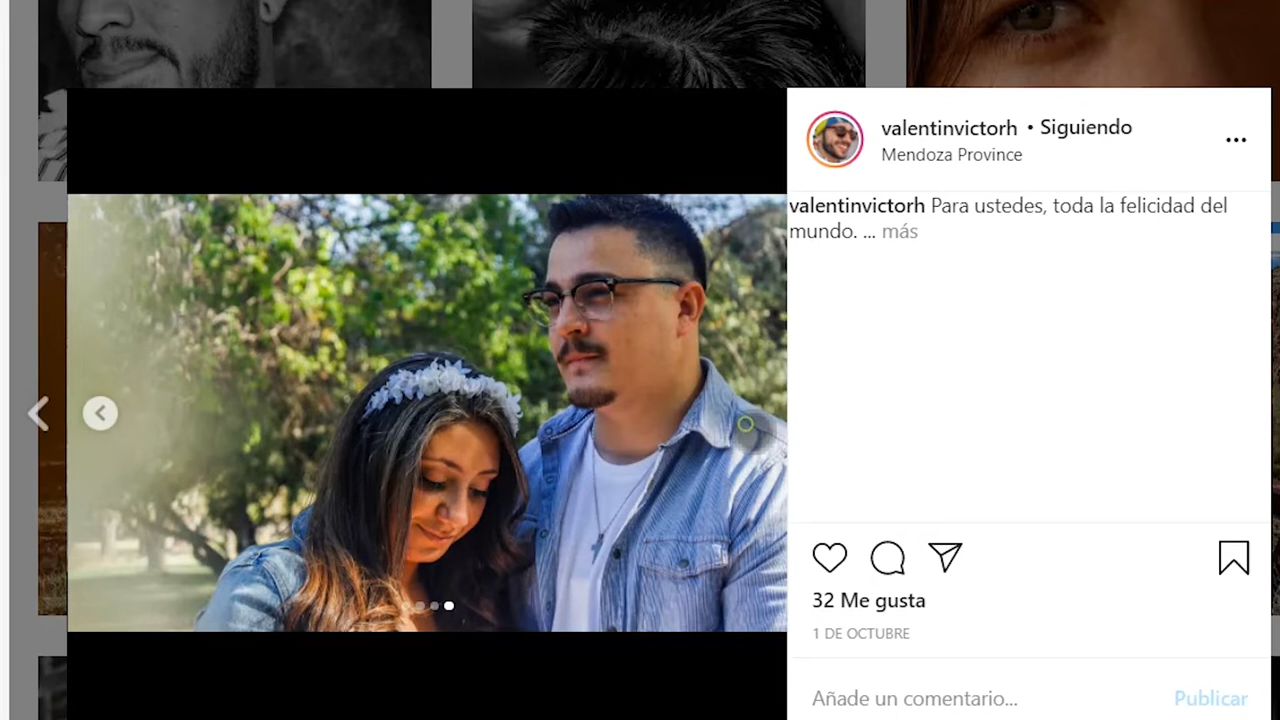 valentinvictorh • Siguiendo
Mendoza Province
valentinvictorh Para ustedes, toda la felicidad del
mundo. ... más
32 Me gusta
1 DE OCTUBRE
Añade un comentario...
Publicar